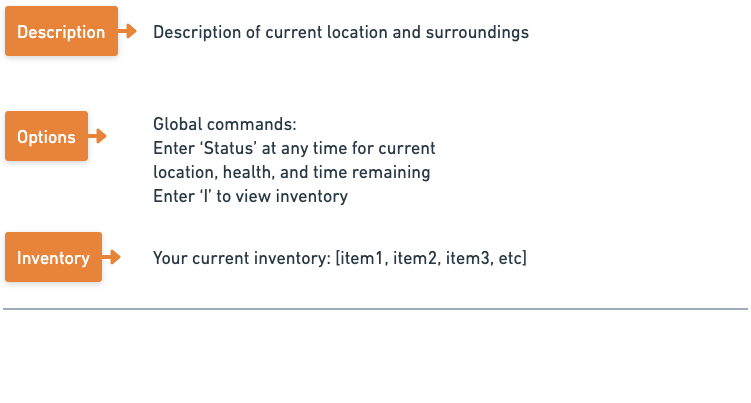 Description
Description of current location and surroundings
Options
Global commands:
Enter ‘Status’ at any time for current
location, health, and time remaining
Enter ‘I’ to view inventory
Inventory
Your current inventory: [item1, item2, item3, etc]